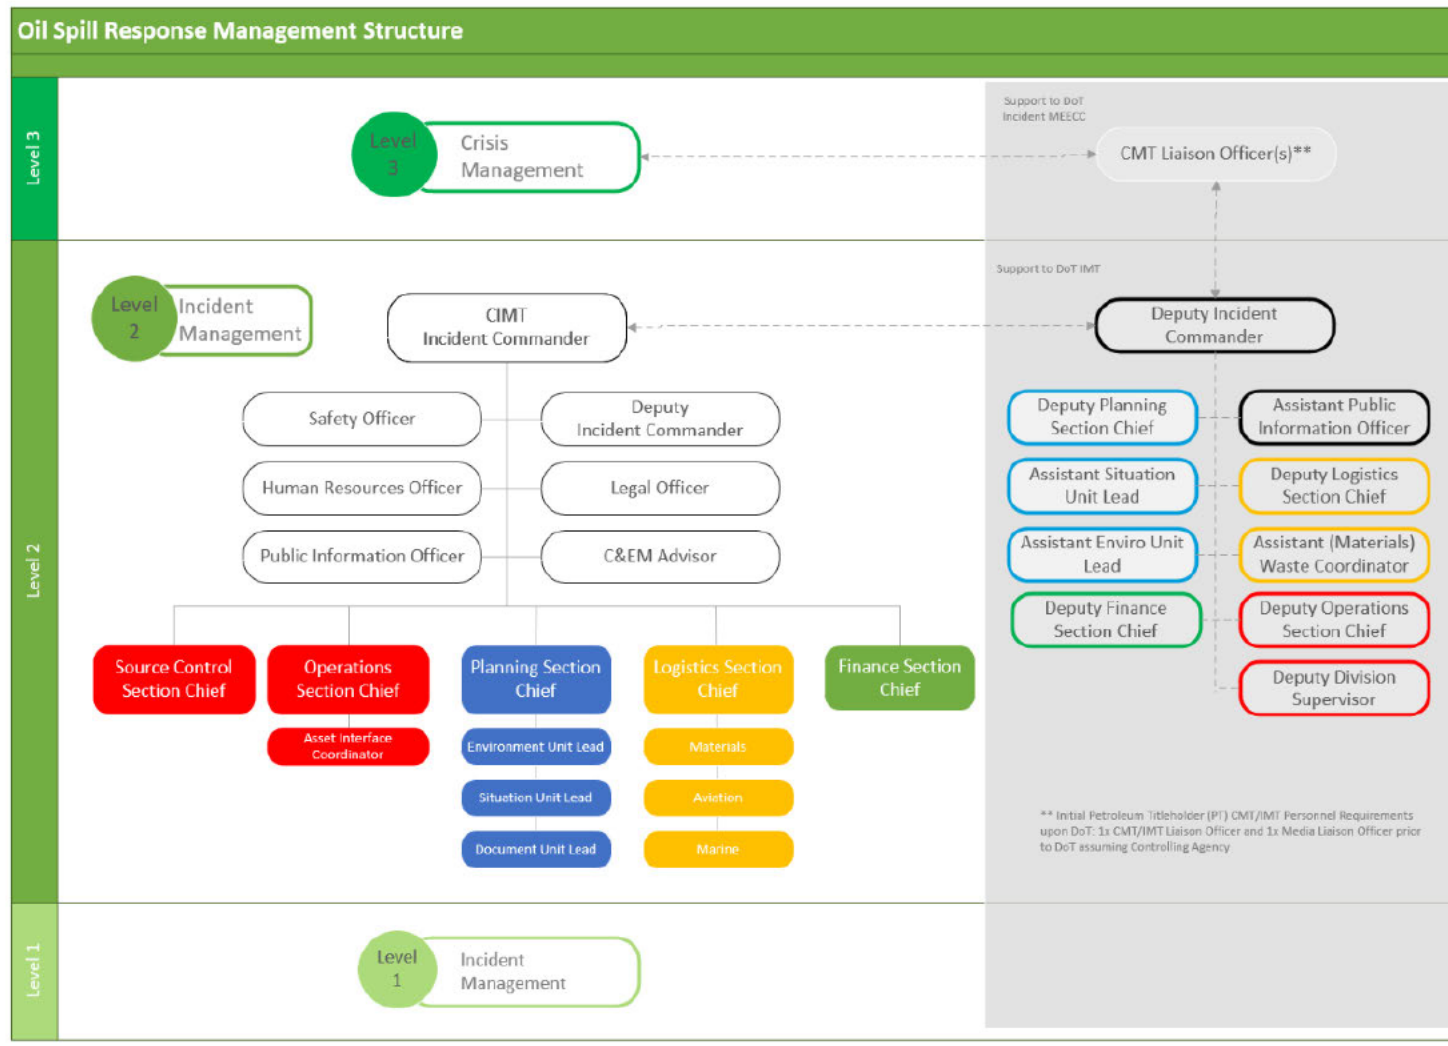 Oil Spill Response Management Structure
Level 3
Level
3
Crisis
Management
Support to DoT
Incident MEECC
CMT Liaison Officer(s)**
Level 2
Level
2
Incident
Management
CIMT
Incident Commander
Safety Officer
Deputy
Incident Commander
Human Resources Officer
Legal Officer
Public Information Officer
C&EM Advisor
Source Control
Section Chief
Operations
Section Chief
Asset Interface
Coordinator
Planning Section
Chief
Environment Unit Lead
Situation Unit Lead
Document Unit Lead
Logistics Section
Chief
Materials
Aviation
Marine
Finance Section
Chief
Support to DoT IMT
Deputy Incident
Commander
Deputy Planning
Section Chief
Assistant Public
Information Officer
Assistant Situation
Unit Lead
Deputy Logistics
Section Chief
Assistant Enviro Unit
Lead
Assistant (Materials)
Waste Coordinator
Deputy Finance
Section Chief
Deputy Operations
Section Chief
Deputy Division
Supervisor
** Initial Petroleum Titleholder (PT) CMT/IMT Personnel Requirements
upon DoT: 1x CMT/IMT Liaison Officer and 1x Media Liaison Officer prior
to DoT assuming Controlling Agency
Level 1
Level
1
Incident
Management